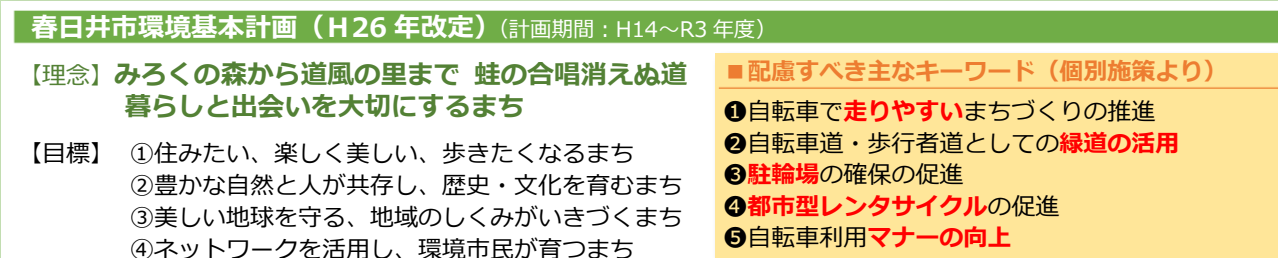 春日井市環境基本計画（H26年改定）（計画期間：H14～R3年度）
【理念】みろくの森から道風の里まで 蛙の合唱消えぬ道
暮らしと出会いを大切にするまち
【目標】 ①住みたい、楽しく美しい、歩きたくなるまち
②豊かな自然と人が共存し、歴史・文化を育むまち
③美しい地球を守る、地域のしくみがいきづくまち
④ネットワークを活用し、環境市民が育つまち
■配慮すべき主なキーワード（個別施策より）
❶自転車で走りやすいまちづくりの推進
❷自転車道・歩行者道としての緑道の活用
❸駐輪場の確保の促進
❹都市型レンタサイクルの促進
❺自転車利用マナーの向上